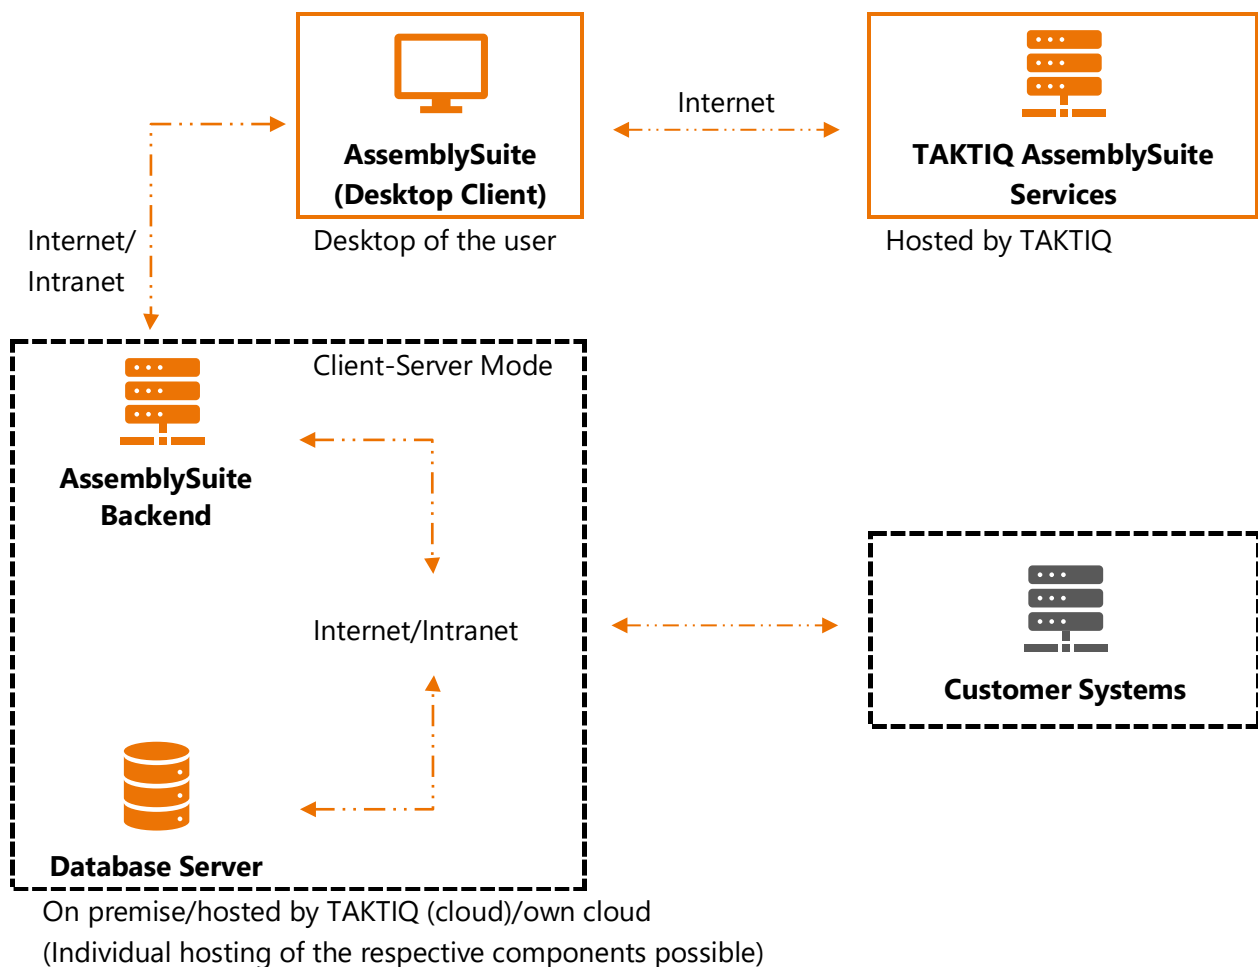 Internet
AssemblySuite
(Desktop Client)
TAKTIQ AssemblySuite
Services
Desktop of the user
Hosted by TAKTIQ
Internet/
Intranet
Client-Server Mode
AssemblySuite
Backend
Internet/Intranet
Customer Systems
Database Server
On premise/hosted by TAKTIQ (cloud)/own cloud
(Individual hosting of the respective components possible)